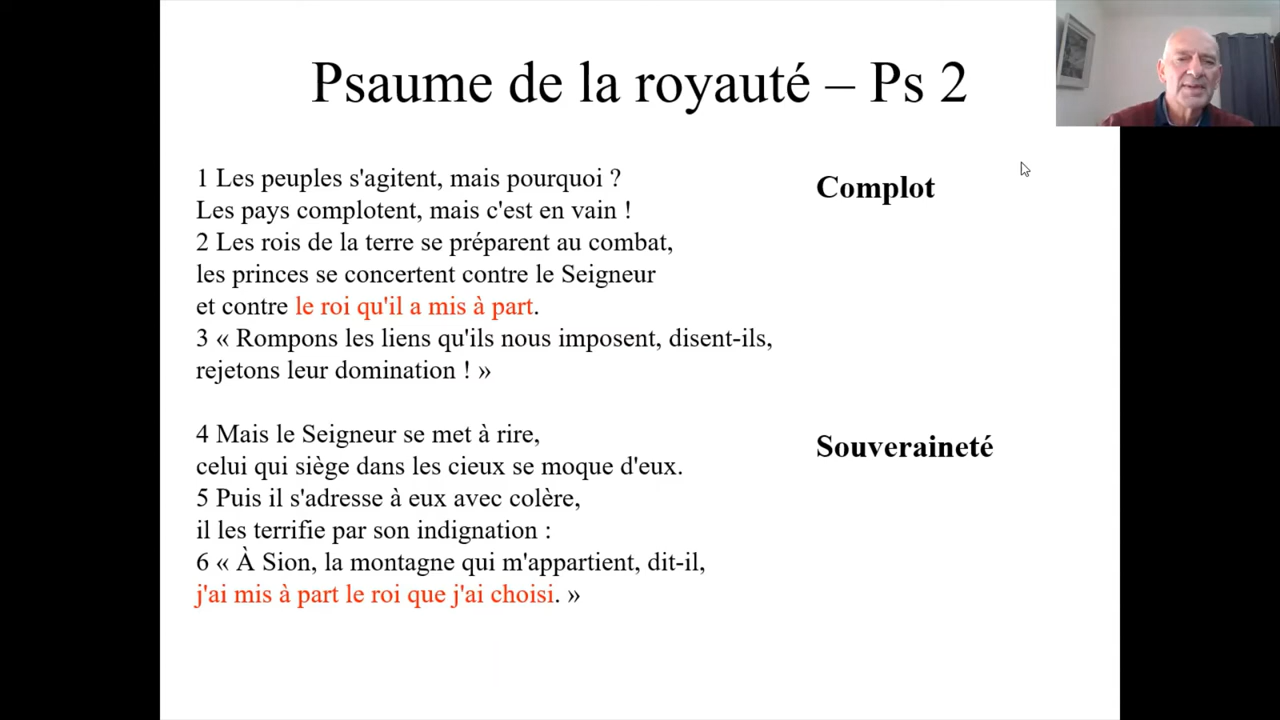 Psaume de la royauté – Ps 2
1 Les peuples s'agitent, mais pourquoi ?
Les pays complotent, mais c'est en vain !
2 Les rois de la terre se préparent au combat,
les princes se concertent contre le Seigneur
et contre le roi qu'il a mis à part.
3 « Rompons les liens qu'ils nous imposent, disent-ils,
rejetons leur domination ! »
Complot
4 Mais le Seigneur se met à rire,
celui qui siège dans les cieux se moque d'eux.
5 Puis il s'adresse à eux avec colère,
il les terrifie par son indignation :
6 « À Sion, la montagne qui m'appartient, dit-il,
j'ai mis à part le roi que j'ai choisi. »
Souveraineté